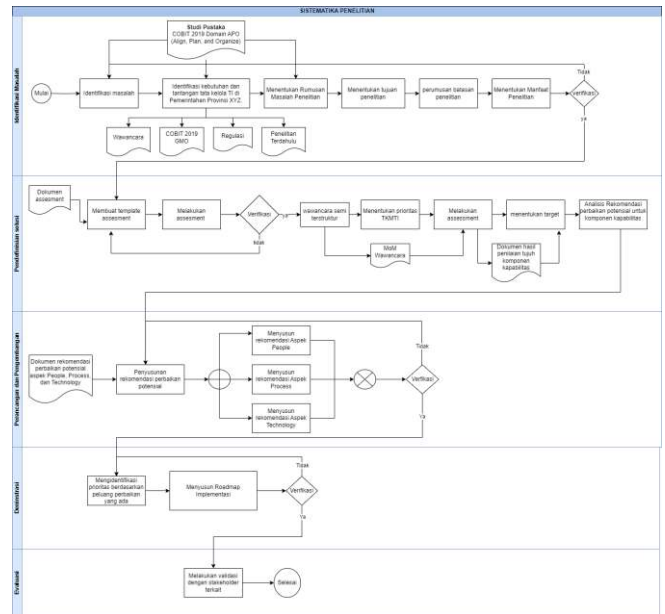 SISTEMATIKA PENELITIAN
Identifikasi Masalah
Studi Pustaka
COBIT 2019 Domain APO
(Align, Plan, and Organize)
Mulai
Identifikasi masalah
Identifikasi kebutuhan dan
tantangan tata kelola TI di
Pemerintahan Provinsi XYZ.
Menentukan Rumusan
Masalah Penelitian
Menentukan tujuan
penelitian
perumusan batasan
penelitian
Menentukan Manfaat
Penelitian
Verifikasi
Tidak
ya
Wawancara
COBIT 2019
GMO
Regulasi
Penelitian
Terdahulu
Pendefinisian solusi
Dokumen
assesment
Membuat template
assesment
Melakukan
assesment
Verifikasi
ya
tidak
wawancara semi
terstruktur
Menentukan prioritas
TKMTI
Melakukan
assessment
menentukan target
Analisis Rekomendasi
perbaikan potensial untuk
komponen kapabilitas
MoM
Wawancara
Dokumen hasil
penilaian tujuh
komponen
kapabilitas
Perancangan dan Pengembangan
Dokumen rekomendasi
perbaikan potensial
aspek People, Process
dan Technology
Penyusunan
rekomendasi perbaikan
potensial
Menyusun
rekomendasi Aspek
People
Menyusun
rekomendasi Aspek
Process
Menyusun
rekomendasi Aspek
Technology
Verifikasi
Tidak
Ya
Demostrasi
Mengidentifikasi
prioritas berdasarkan
peluang perbaikan
yang ada
Menyusun Roadmap
Implementasi
Verifikasi
Tidak
Ya
Evaluasi
Melakukan validasi
dengan stakeholder
terkait
Selesai